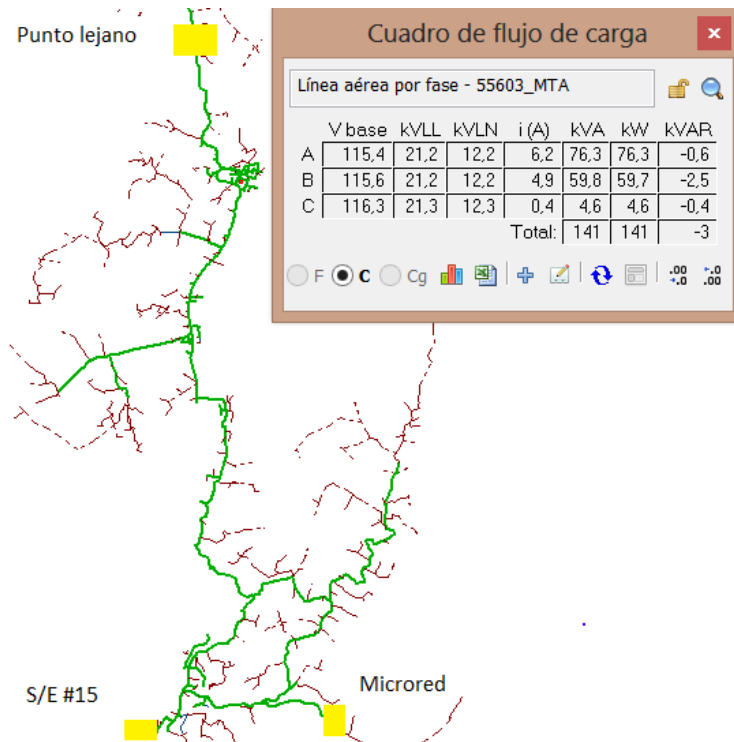 Punto lejano
Cuadro de flujo de carga
x
Línea aérea por fase - 55603_MTA
V base kVLL kVLN i (A) kVA kW kVAR
A 115,4 21,2 12,2 6,2 76,3 76,3 -0,6
B 115,6 21,2 12,2 4,9 59,8 59,7 -2,5
C 116,3 21,3 12,3 0,4 4,6 4,6 -0,4
Total: 141 141 -3
F C Cg
Microred
S/E #15